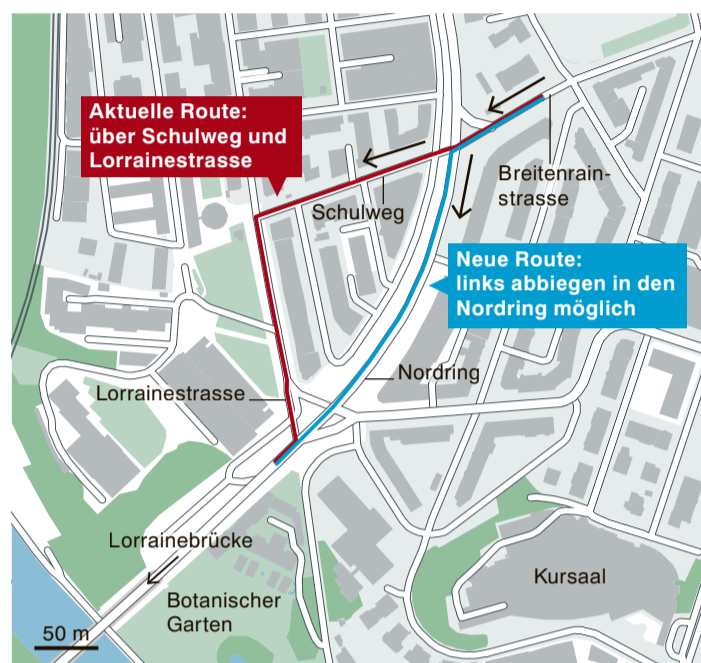 Aktuelle Route:
über Schulweg und
Lorrainestrasse
Breitenrain-
strasse
Schulweg
Neue Route:
links abbiegen in den
Nordring möglich
Nordring
Lorrainestrasse
Lorrainebrücke
Botanischer
Garten
Kursaal
50 m